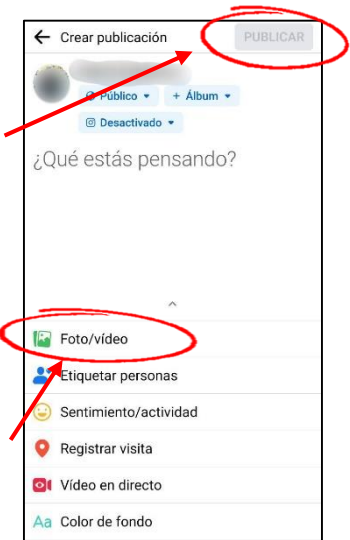 Crear publicación PUBLICAR
Público + Álbum
Desactivado
¿Qué estás pensando?
Foto/vídeo
Etiquetar personas
Sentimiento/actividad
Registrar visita
Vídeo en directo
Aa Color de fondo